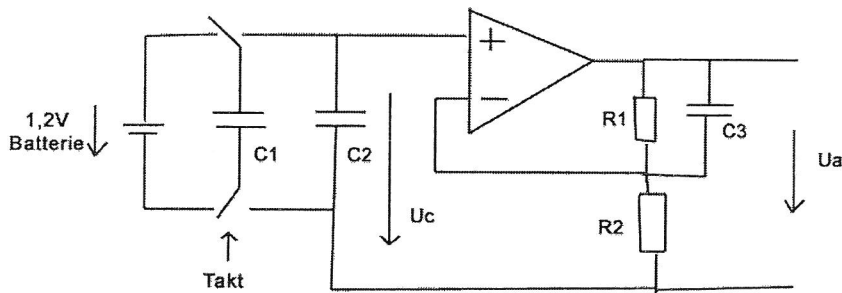 1,2V
Batterie
C1
C2
Uc
Takt
+
−
R1
C3
R2
Ua